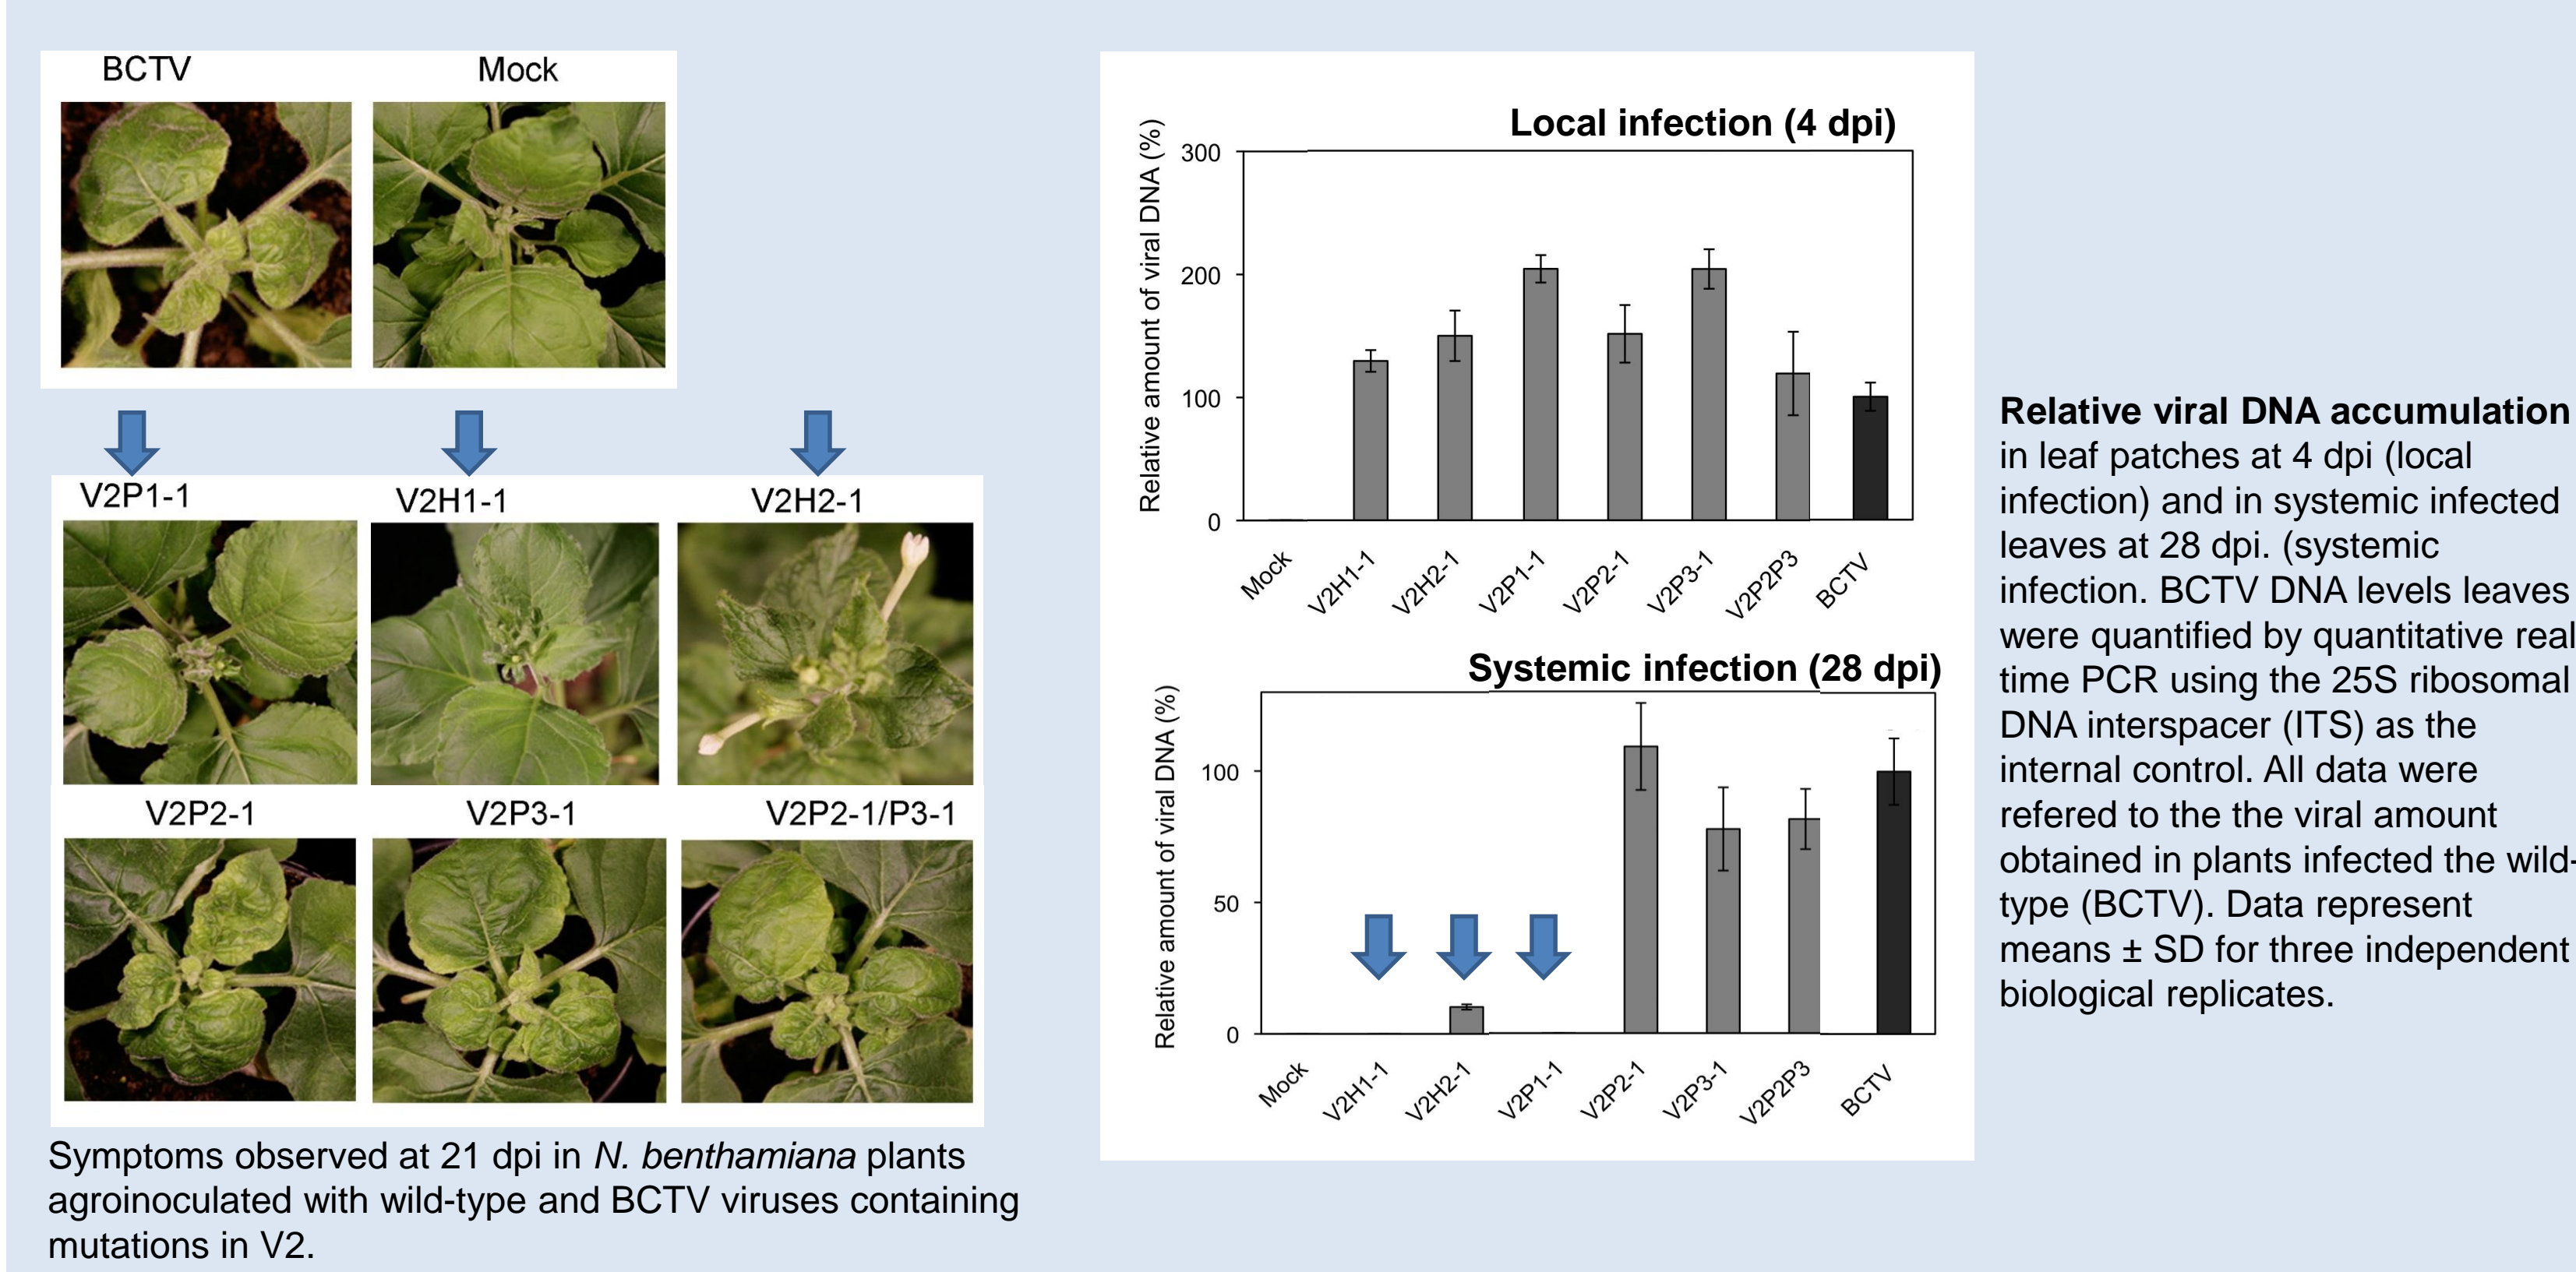 BCTV
Mock
V2P1-1
V2H1-1
V2H2-1
V2P2-1
V2P3-1
V2P2-1/P3-1
Symptoms observed at 21 dpi in N. benthamiana plants
agroinoculated with wild-type and BCTV viruses containing
mutations in V2.
Local infection (4 dpi)
Relative amount of viral DNA (%)
300
200
100
0
Mock
V2H1-1
V2H2-1
V2P1-1
V2P2-1
V2P3-1
V2P2P3
BCTV
Systemic infection (28 dpi)
Relative amount of viral DNA (%)
100
50
0
Mock
V2H1-1
V2H2-1
V2P1-1
V2P2-1
V2P3-1
V2P2P3
BCTV
Relative viral DNA accumulation
in leaf patches at 4 dpi (local
infection) and in systemic infected
leaves at 28 dpi. (systemic
infection. BCTV DNA levels leaves
were quantified by quantitative real
time PCR using the 25S ribosomal
DNA interspacer (ITS) as the
internal control. All data were
refered to the the viral amount
obtained in plants infected the wild-
type (BCTV). Data represent
means ± SD for three independent
biological replicates.